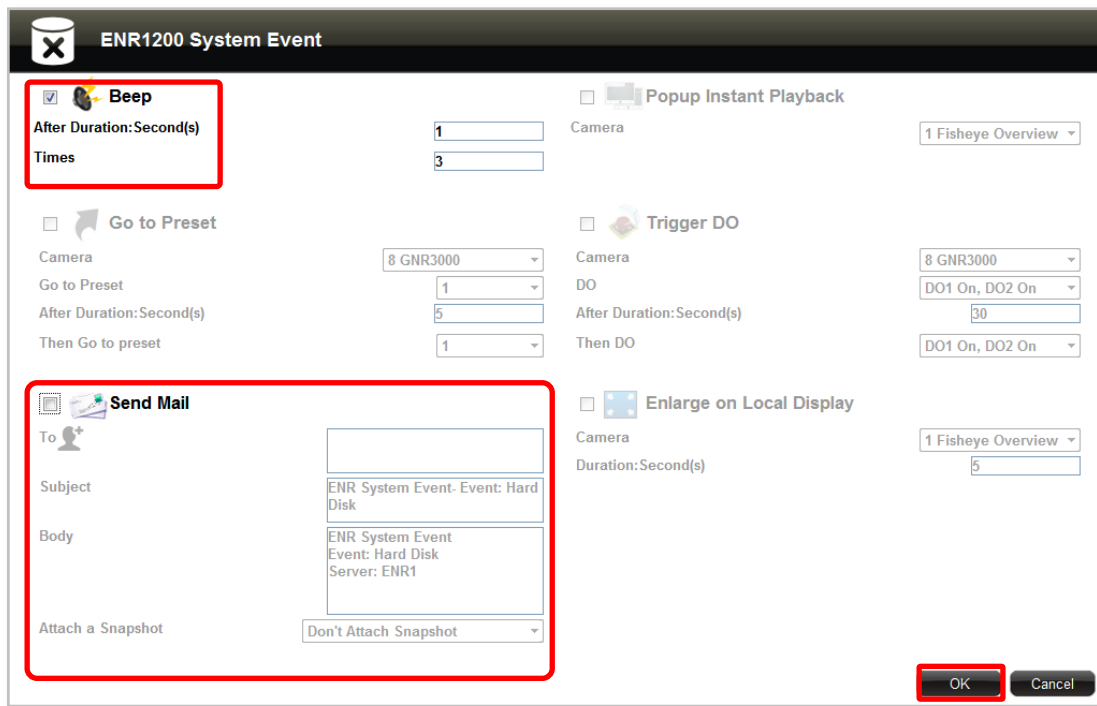 ENR1200 System Event
Beep
After Duration:Second(s) 1
Times 3
Popup Instant Playback
Camera 1 Fisheye Overview
Go to Preset
Camera 8 GNR3000
Go to Preset 1
After Duration:Second(s) 5
Then Go to preset 1
Trigger DO
Camera 8 GNR3000
DO DO1 On, DO2 On
After Duration:Second(s) 30
Then DO DO1 On, DO2 On
Send Mail
To
Subject ENR System Event- Event: Hard
Disk
Body ENR System Event
Event: Hard Disk
Server: ENR1
Attach a Snapshot Don't Attach Snapshot
Enlarge on Local Display
Camera 1 Fisheye Overview
Duration:Second(s) 5
OK Cancel